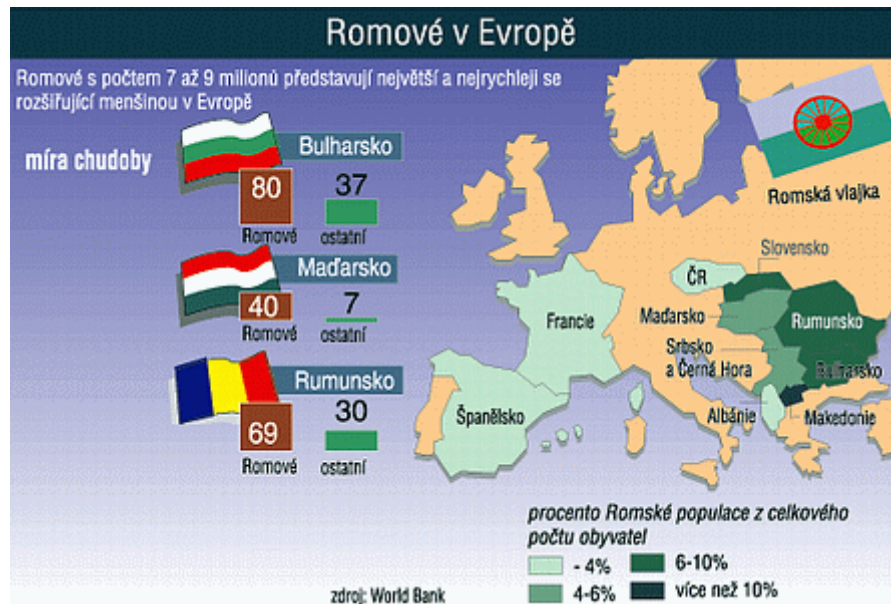 Romové v Evropě
Romové s počtem 7 až 9 milionů představují největší a nejrychleji se
rozšiřující menšinou v Evropě
míra chudoby
Bulharsko
80
37
Romové
ostatní
Maďarsko
40
7
Romové
ostatní
Rumunsko
69
30
Romové
ostatní
Romská vlajka
Slovensko
ČR
Francie
Maďarsko
Rumunsko
Srbsko
a Černá Hora
Bulharsko
Španělsko
Albánie
Makedonie
procento Romské populace z celkového
počtu obyvatel
- 4%
6-10%
4-6%
více než 10%
zdroj: World Bank